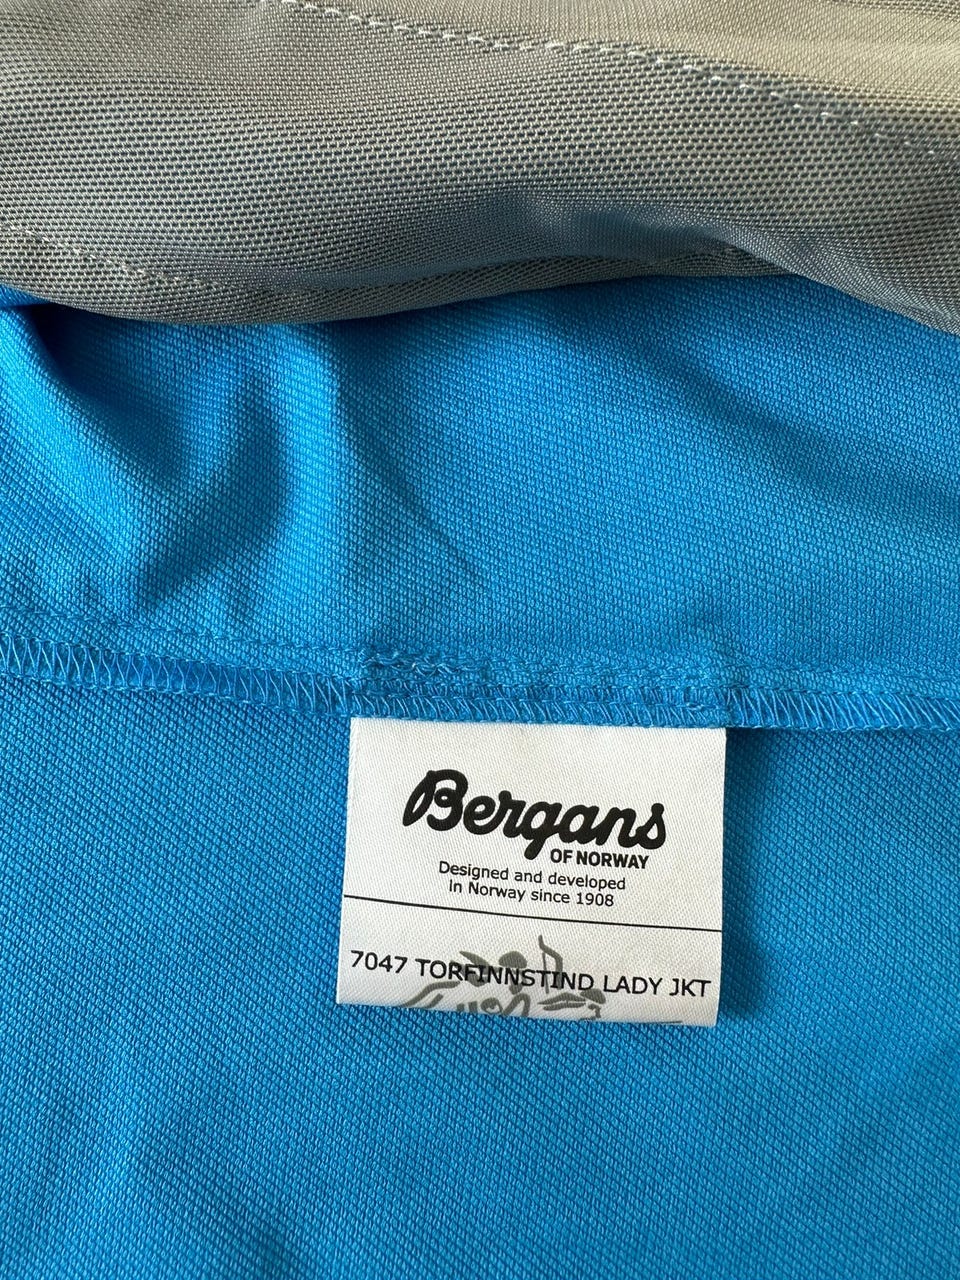 Bergans
OF NORWAY
Designed and developed
in Norway since 1908
7047 TORFINNSTIND LADY JKT